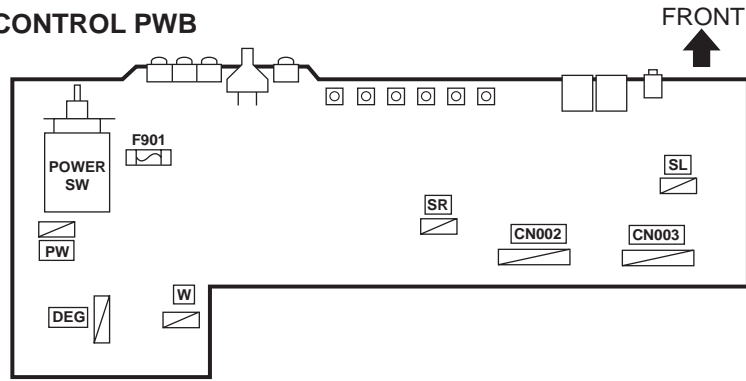 CONTROL PWB
FRONT
F901
POWER
SW
SL
SR
CN002
CN003
PW
W
DEG